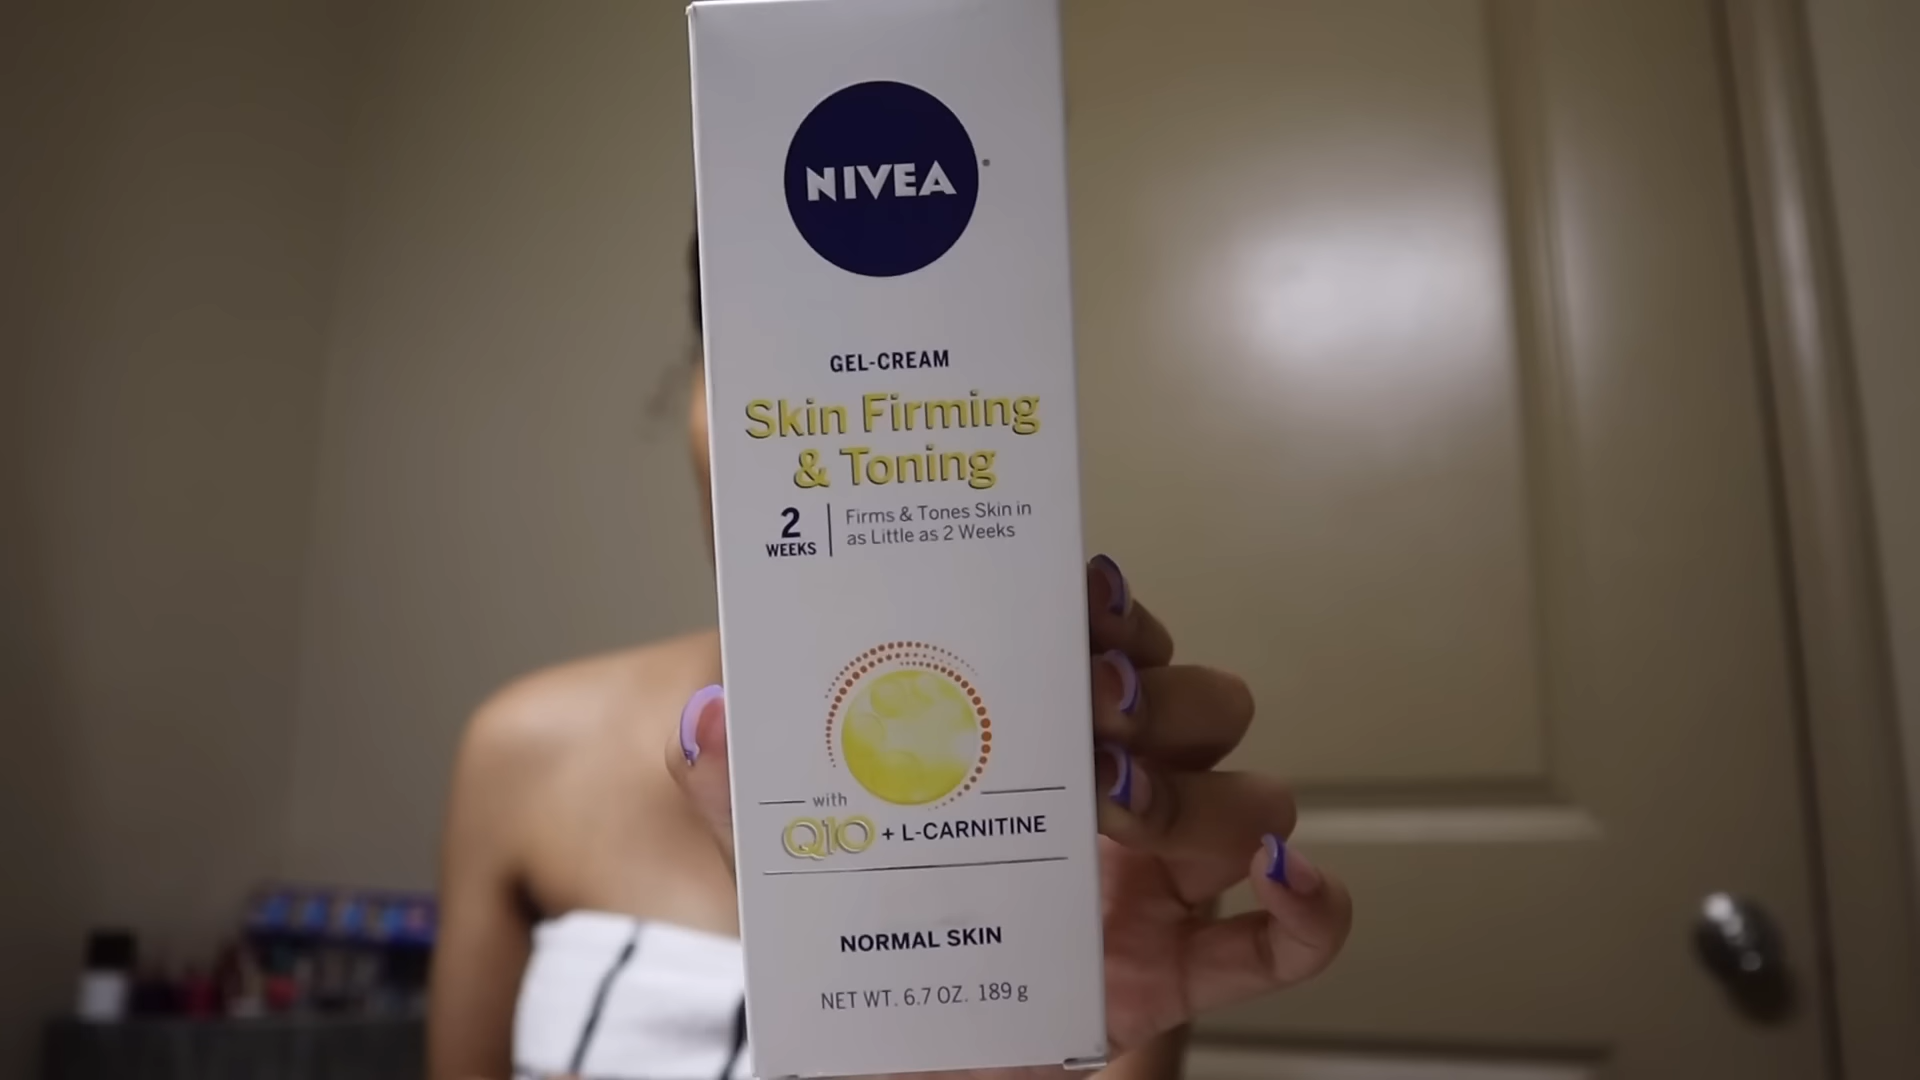 NIVEA
GEL-CREAM
Skin Firming
& Toning
2
WEEKS
Firms & Tones Skin in
as Little as 2 Weeks
with
Q10 + L-CARNITINE
NORMAL SKIN
NET WT. 6.7 OZ. 189 g